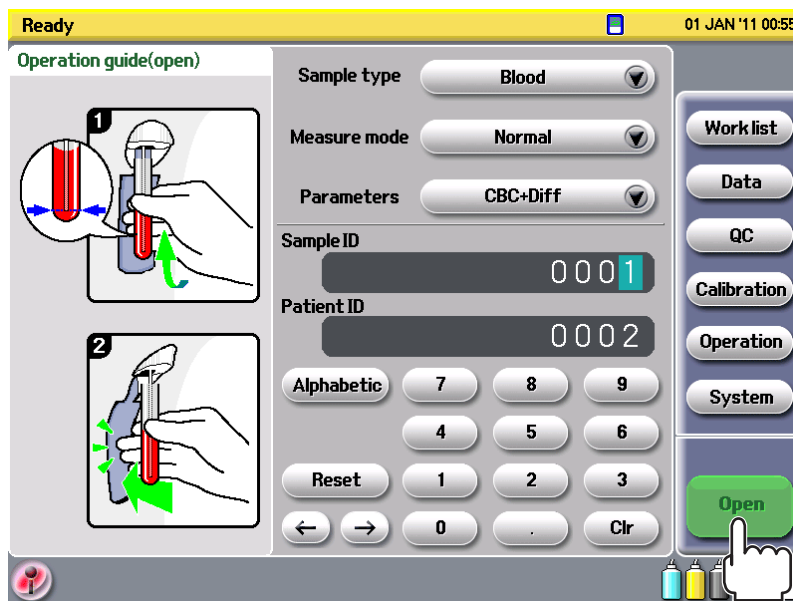 Ready
01 JAN '11 00:55
Operation guide(open)
1
2
Sample type
Blood
Measure mode
Normal
Parameters
CBC+Diff
Sample ID
0001
Patient ID
0002
Alphabetic 7 8 9
4 5 6
Reset 1 2 3
← → 0 . Clr
Work list
Data
QC
Calibration
Operation
System
Open